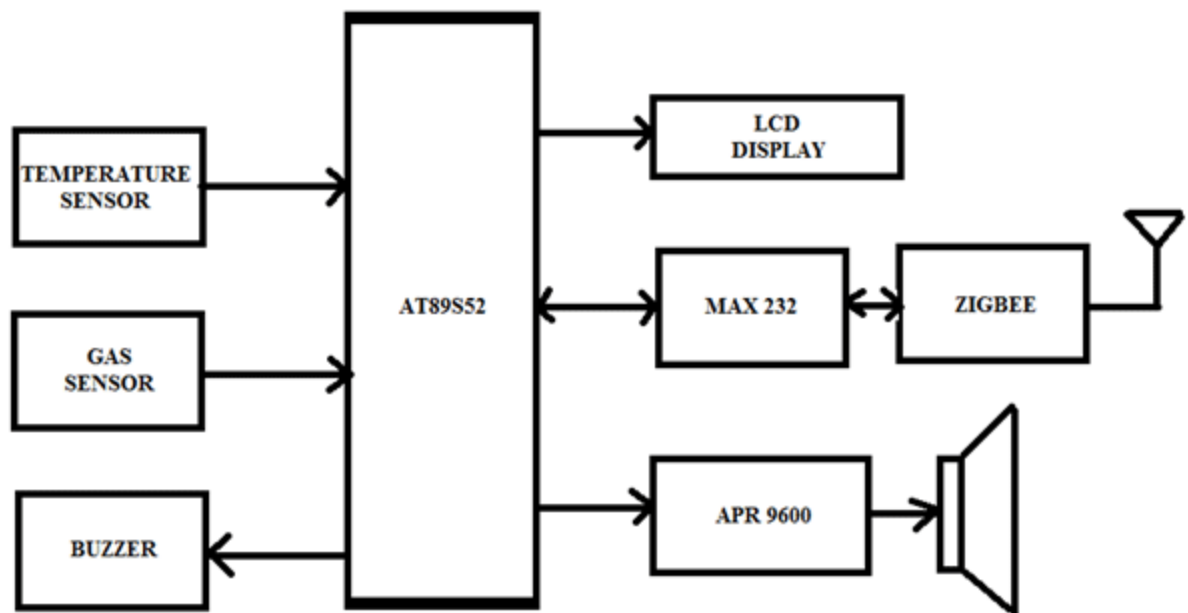 TEMPERATURE
SENSOR
GAS
SENSOR
BUZZER
AT89S52
LCD
DISPLAY
MAX 232
ZIGBEE
APR 9600